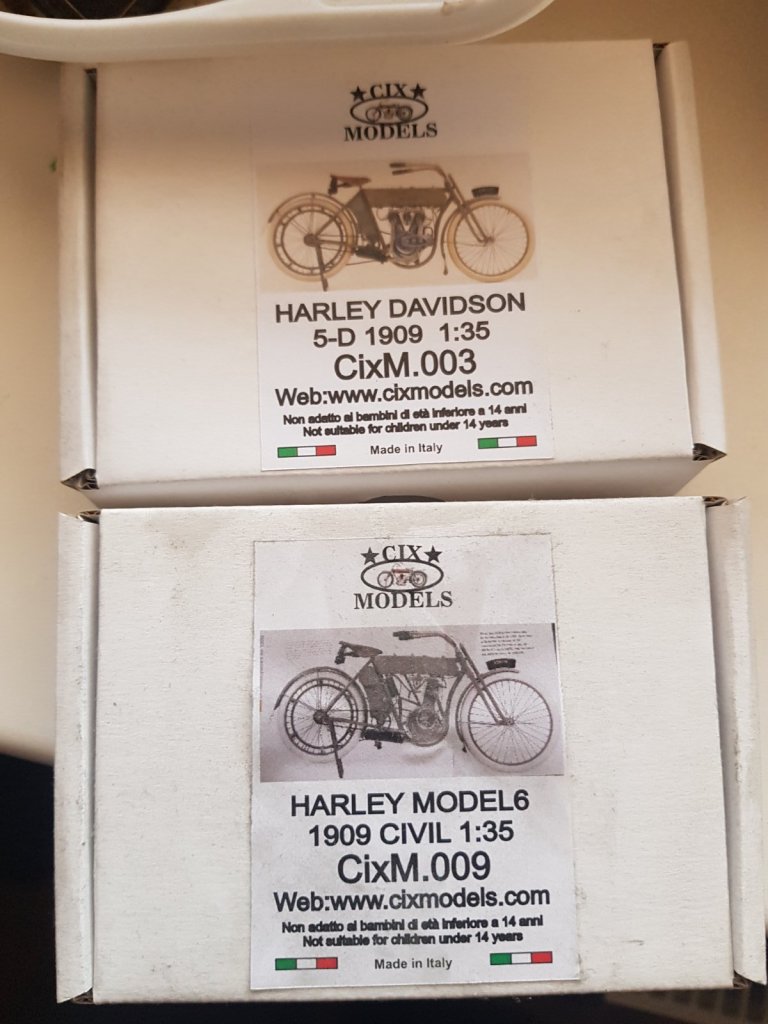 CIX
MODELS
HARLEY DAVIDSON
5-D 1909 1:35
CixM.003
Web:www.cixmodels.com
Non adatto ai bambini di età inferiore a 14 anni
Not suitable for children under 14 years
Made in Italy
CIX
MODELS
HARLEY MODEL6
1909 CIVIL 1:35
CixM.009
Web:www.cixmodels.com
Non adatto ai bambini di età inferiore a 14 anni
Not suitable for children under 14 years
Made in Italy